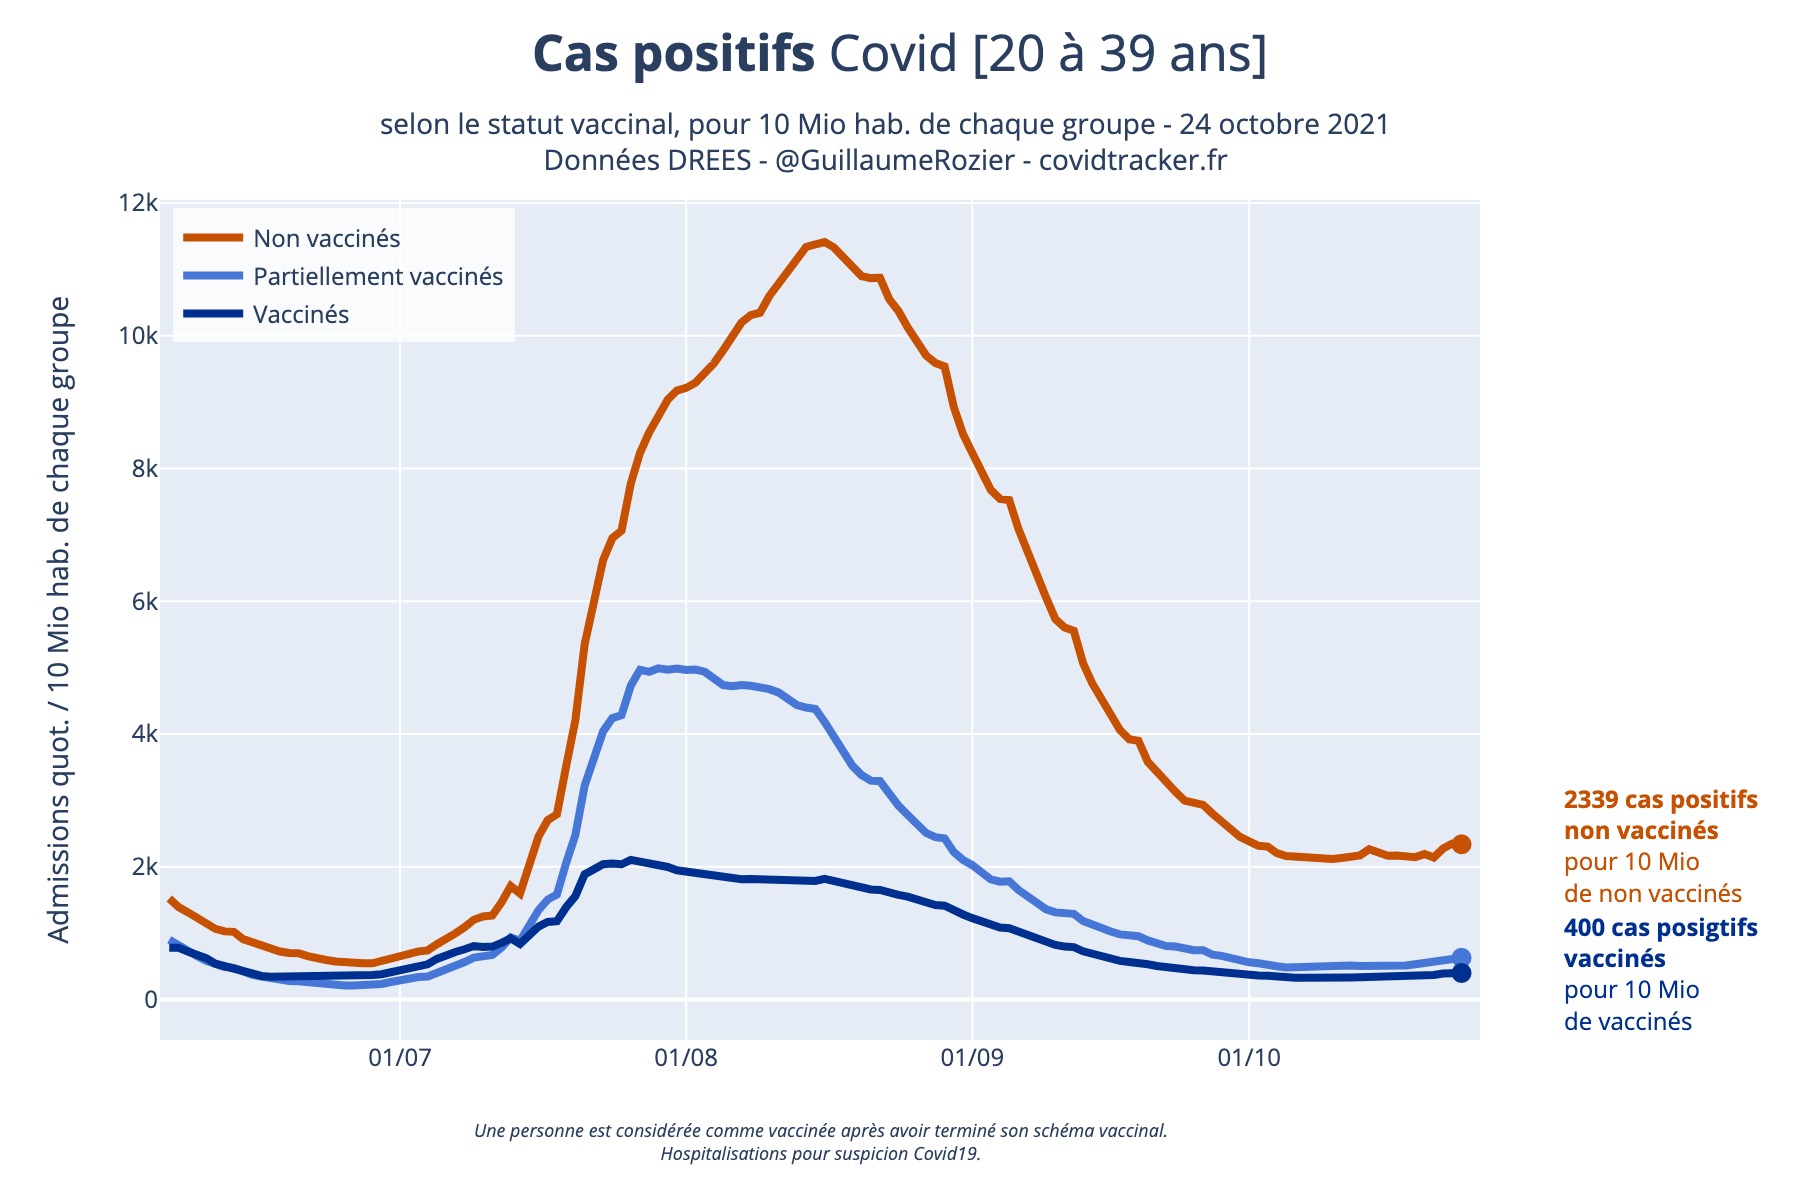 Cas positifs Covid [20 à 39 ans]
selon le statut vaccinal, pour 10 Mio hab. de chaque groupe - 24 octobre 2021
Données DREES - @GuillaumeRozier - covidtracker.fr
Admissions quot. / 10 Mio hab. de chaque groupe
12k
10k
8k
6k
4k
2k
0
Non vaccinés
Partiellement vaccinés
Vaccinés
2339 cas positifs
non vaccinés
pour 10 Mio
de non vaccinés
400 cas posigtifs
vaccinés
pour 10 Mio
de vaccinés
01/07
01/08
01/09
01/10
Une personne est considérée comme vaccinée après avoir terminé son schéma vaccinal.
Hospitalisations pour suspicion Covid19.